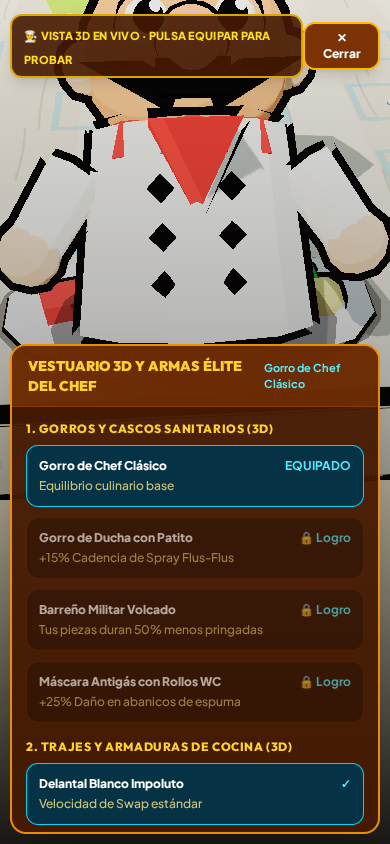 👨‍🍳 VISTA 3D EN VIVO · PULSA EQUIPAR PARA
PROBAR
✕
Cerrar
VESTUARIO 3D Y ARMAS ÉLITE
DEL CHEF
Gorro de Chef
Clásico
1. GORROS Y CASCOS SANITARIOS (3D)
Gorro de Chef Clásico EQUIPADO
Equilibrio culinario base
Gorro de Ducha con Patito 🔒 Logro
+15% Cadencia de Spray Flus-Flus
Barreño Militar Volcado 🔒 Logro
Tus piezas duran 50% menos pringadas
Máscara Antigás con Rollos WC 🔒 Logro
+25% Daño en abanicos de espuma
2. TRAJES Y ARMADURAS DE COCINA (3D)
Delantal Blanco Impoluto ✓
Velocidad de Swap estándar